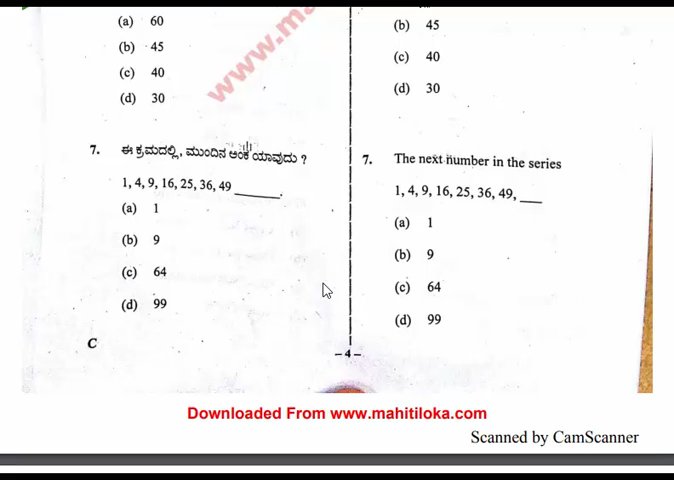 (a) 60
(b) 45
(c) 40
(d) 30
7. ಈ ಕ್ರಮದಲ್ಲಿ, ಮುಂದಿನ ಅಂಕ ಯಾವುದು ?
1, 4, 9, 16, 25, 36, 49 ______.
(a) 1
(b) 9
(c) 64
(d) 99
C
(b) 45
(c) 40
(d) 30
7. The next number in the series
1, 4, 9, 16, 25, 36, 49, ___
(a) 1
(b) 9
(c) 64
(d) 99
– 4 –
www.ma
Downloaded From www.mahitiloka.com
Scanned by CamScanner